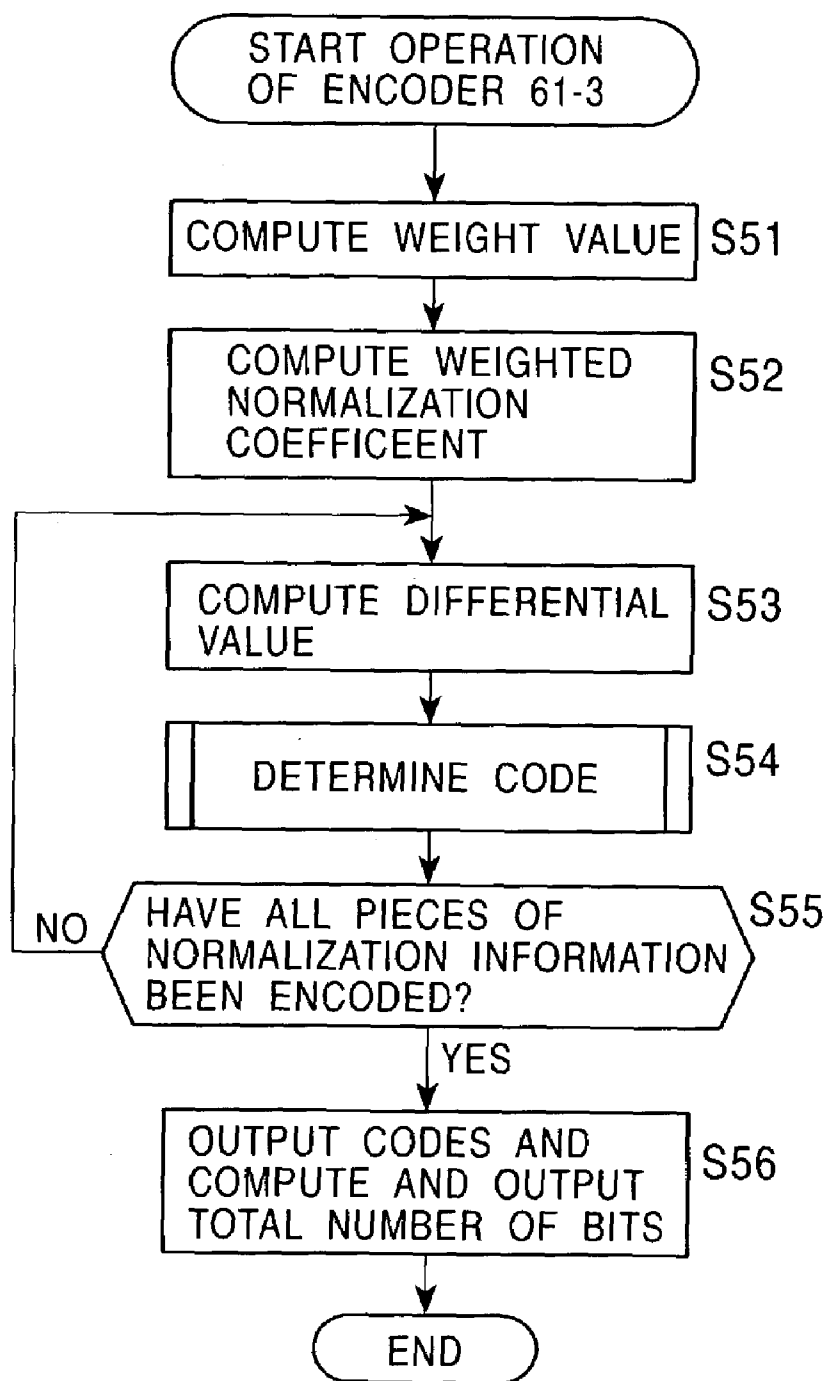 START OPERATION
OF ENCODER 61-3
COMPUTE WEIGHT VALUE
S51
COMPUTE WEIGHTED
NORMALIZATION
COEFFICEENT
S52
COMPUTE DIFFERENTIAL
VALUE
S53
DETERMINE CODE
S54
HAVE ALL PIECES OF
NORMALIZATION INFORMATION
BEEN ENCODED?
S55
NO
YES
OUTPUT CODES AND
COMPUTE AND OUTPUT
TOTAL NUMBER OF BITS
S56
END